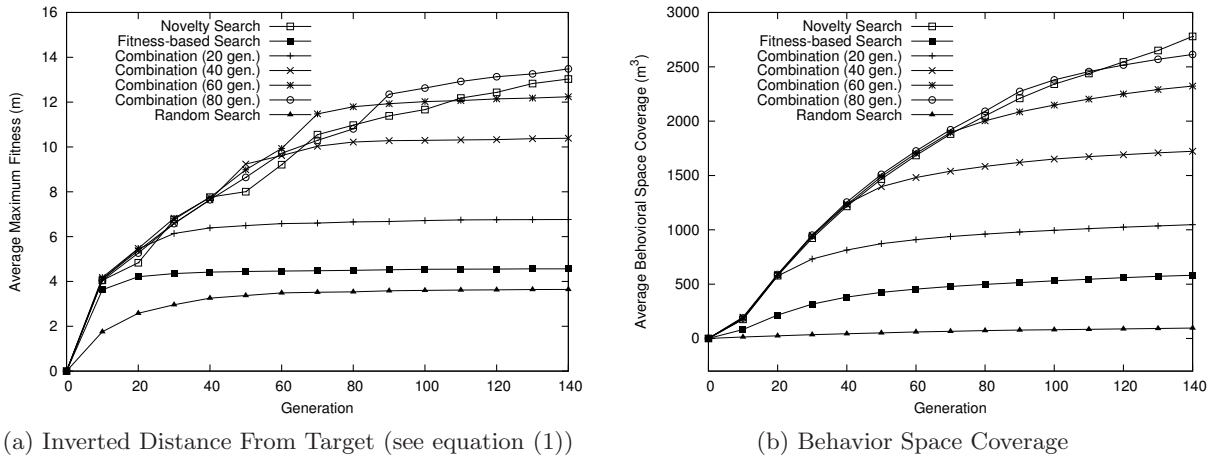 Novelty Search
Fitness-based Search
Combination (20 gen.)
Combination (40 gen.)
Combination (60 gen.)
Combination (80 gen.)
Random Search
Average Maximum Fitness (m)
16
14
12
10
8
6
4
2
0
0 20 40 60 80 100 120 140
Generation
(a) Inverted Distance From Target (see equation (1))
Novelty Search
Fitness-based Search
Combination (20 gen.)
Combination (40 gen.)
Combination (60 gen.)
Combination (80 gen.)
Random Search
Average Behavioral Space Coverage (m³)
3000
2500
2000
1500
1000
500
0
0 20 40 60 80 100 120 140
Generation
(b) Behavior Space Coverage